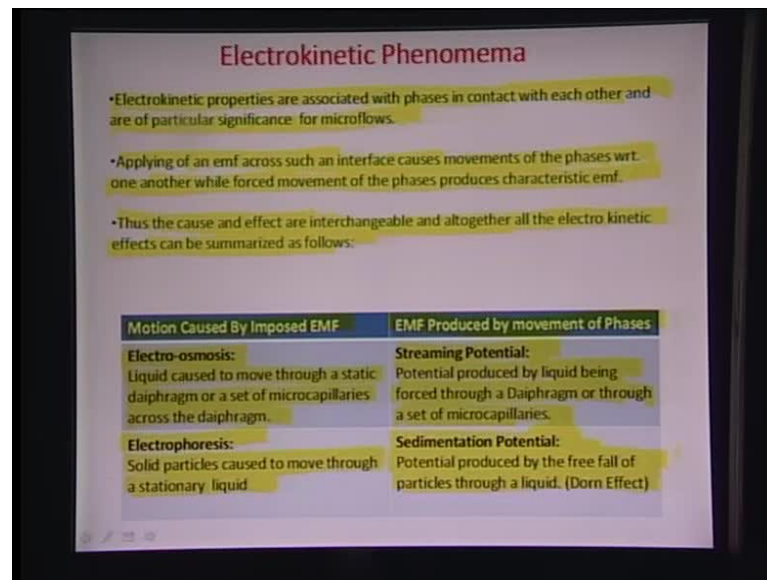 Electrokinetic Phenomema
•Electrokinetic properties are associated with phases in contact with each other and
are of particular significance for microflows.
•Applying of an emf across such an interface causes movements of the phases wrt.
one another while forced movement of the phases produces characteristic emf.
•Thus the cause and effect are interchangeable and altogether all the electro kinetic
effects can be summarized as follows:
Motion Caused By Imposed EMF
EMF Produced by movement of Phases
Electro-osmosis:
Liquid caused to move through a static
daiphragm or a set of microcapillaries
across the daiphragm.
Streaming Potential:
Potential produced by liquid being
forced through a Daiphragm or through
a set of microcapillaries.
Electrophoresis:
Solid particles caused to move through
a stationary liquid
Sedimentation Potential:
Potential produced by the free fall of
particles through a liquid. (Dorn Effect)